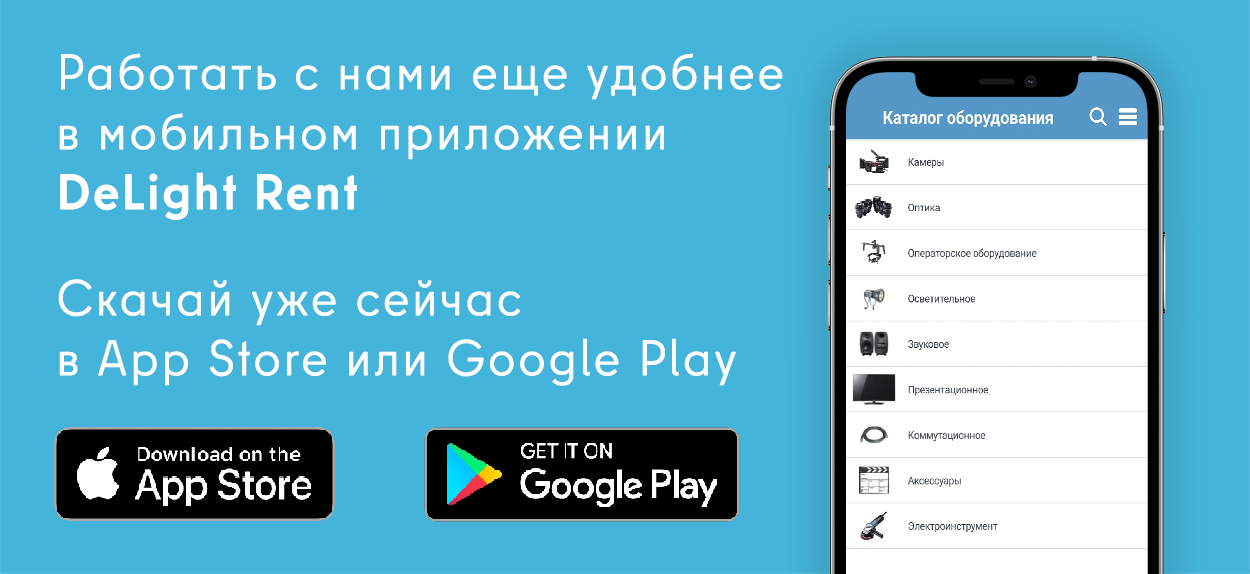 Работать с нами еще удобнее
в мобильном приложении
DeLight Rent
Скачай уже сейчас
в App Store или Google Play
Download on the
App Store
GET IT ON
Google Play
Каталог оборудования
Камеры
Оптика
Операторское оборудование
Осветительное
Звуковое
Презентационное
Коммутационное
Аксессуары
Электроинструмент